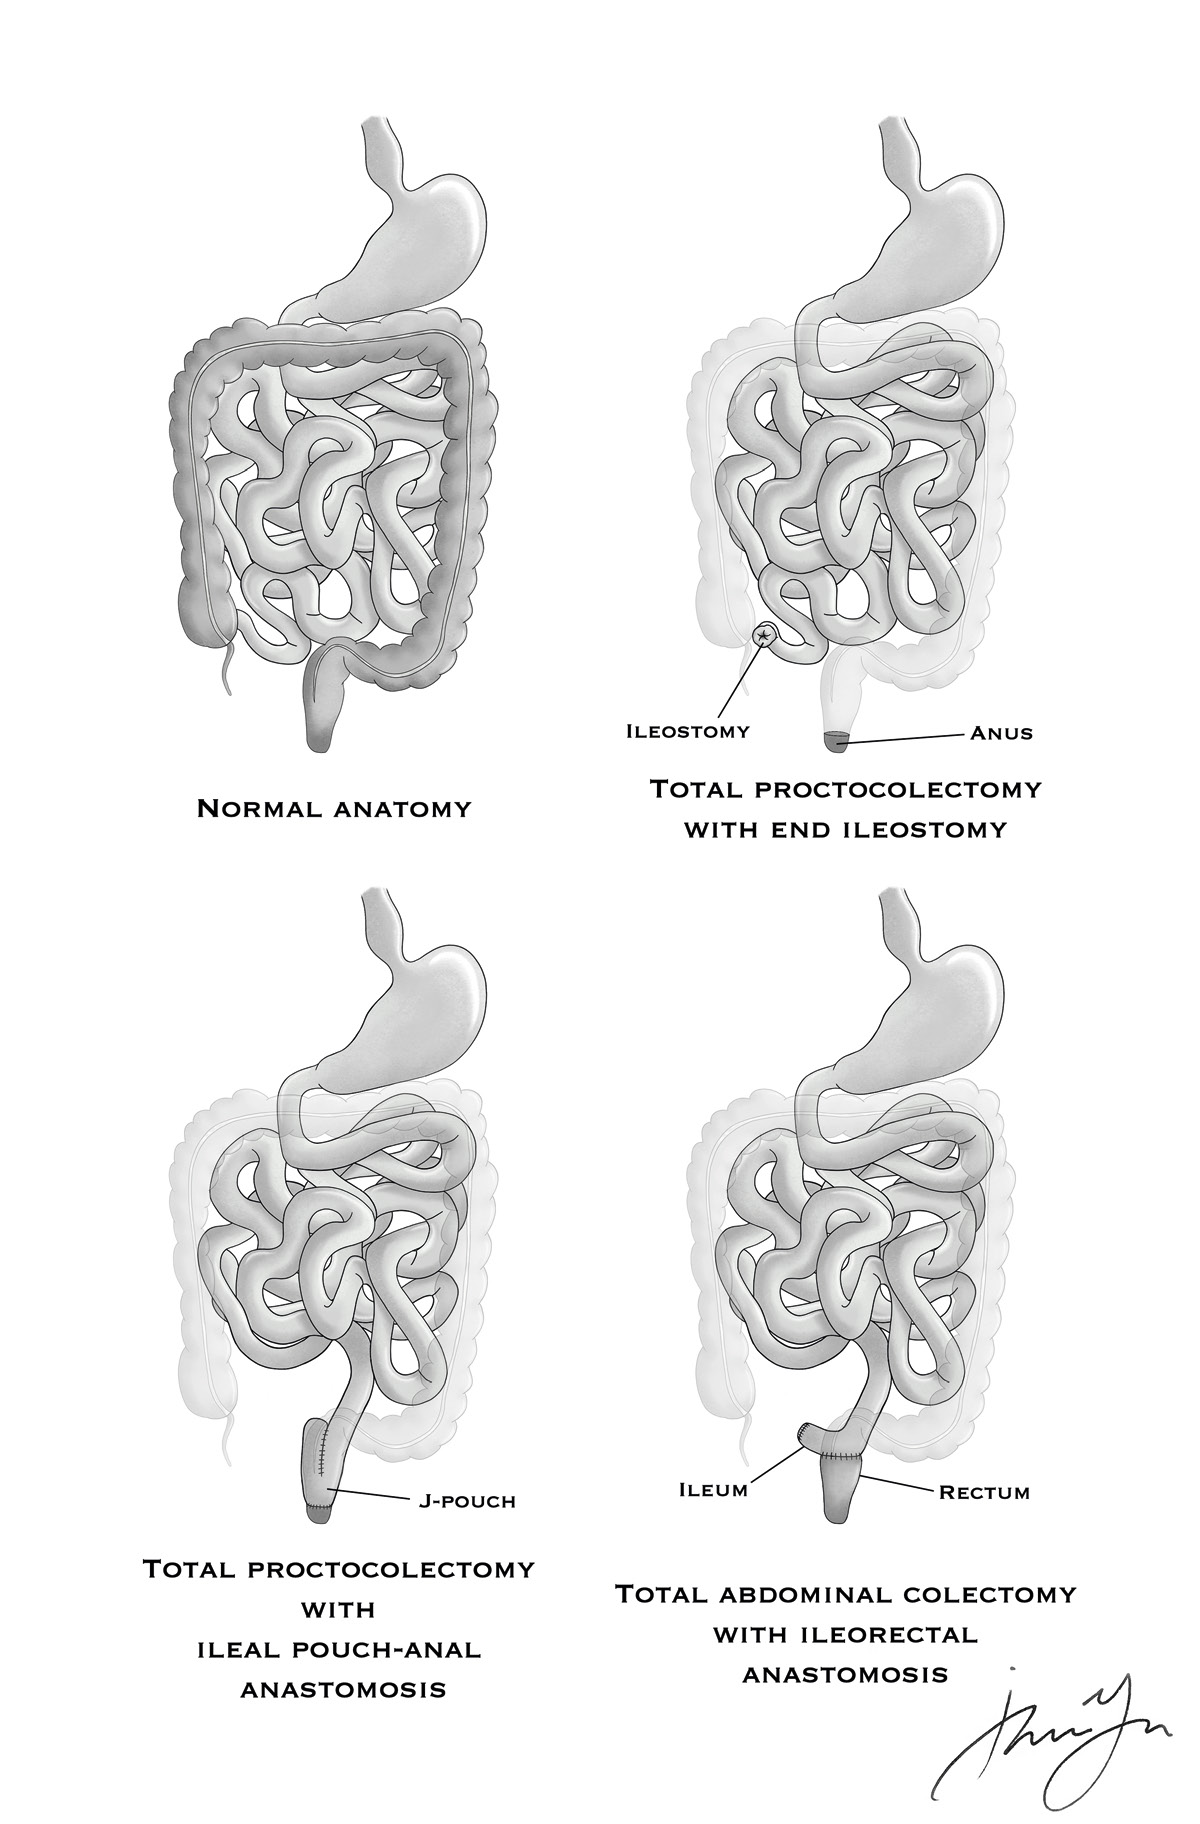 Ileostomy
Anus
Normal anatomy
Total proctocolectomy
with end ileostomy
J-pouch
Ileum
Rectum
Total proctocolectomy
with
ileal pouch-anal
anastomosis
Total abdominal colectomy
with ileorectal
anastomosis